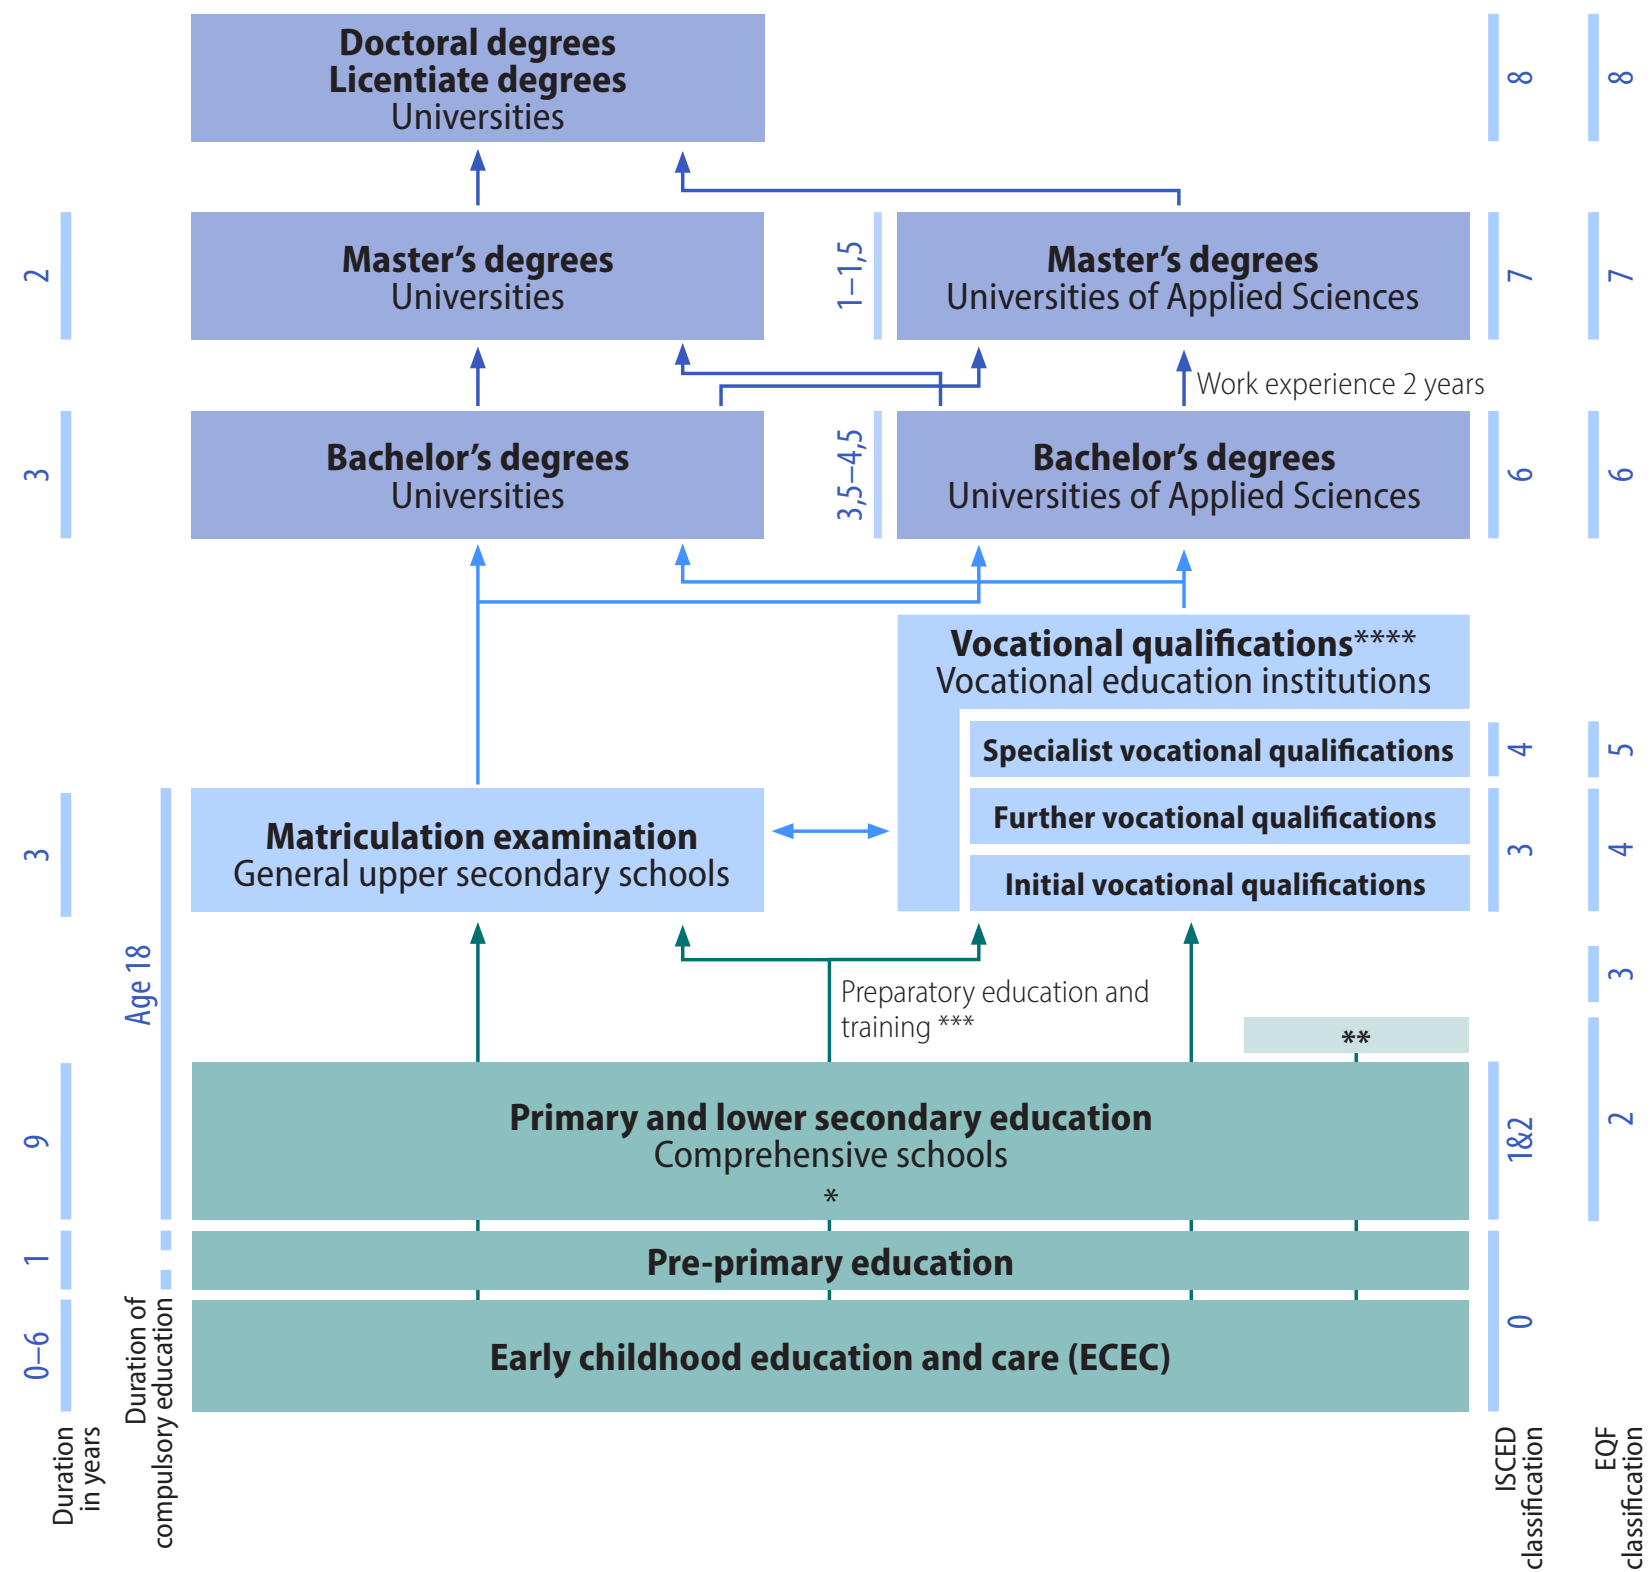 Doctoral degrees
Licentiate degrees
Universities
8
8
2
Master’s degrees
Universities
1–1,5
Master’s degrees
Universities of Applied Sciences
7
7
Work experience 2 years
3
Bachelor’s degrees
Universities
3,5–4,5
Bachelor’s degrees
Universities of Applied Sciences
6
6
Vocational qualifications****
Vocational education institutions
Specialist vocational qualifications
4
5
3
Matriculation examination
General upper secondary schools
Further vocational qualifications
Initial vocational qualifications
3
4
Age 18
Preparatory education and
training ***
3
**
9
Primary and lower secondary education
Comprehensive schools
*
1&2
2
1
Pre-primary education
0–6
Early childhood education and care (ECEC)
0
Duration
in years
Duration of
compulsory education
ISCED
classification
EQF
classification